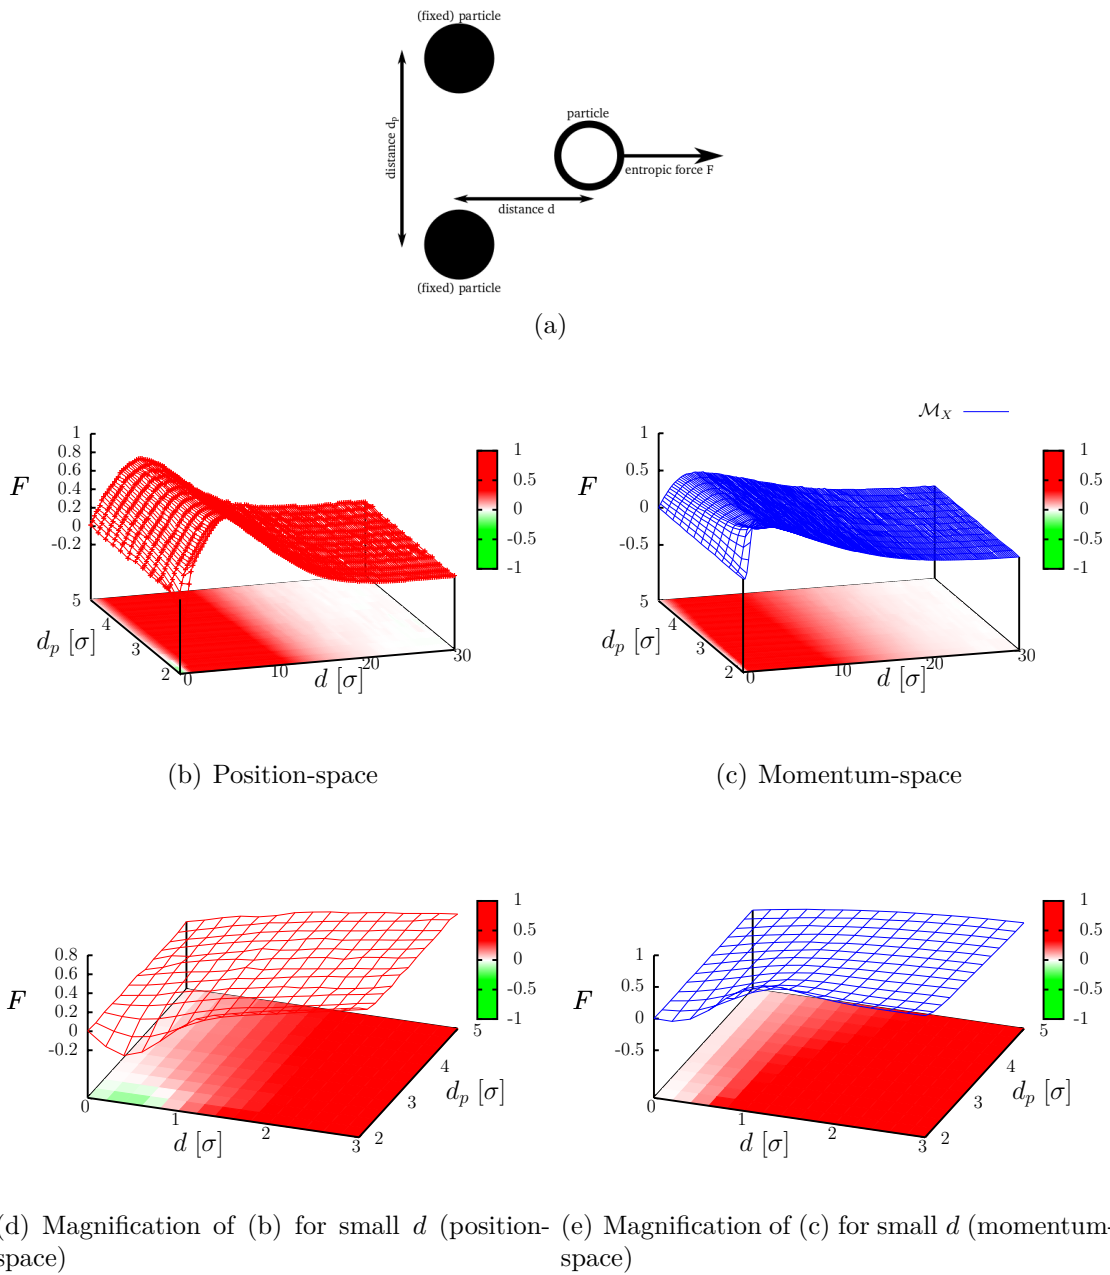 (fixed) particle
distance dp
particle
entropic force F
distance d
(fixed) particle
(a)
F
1
0.8
0.6
0.4
0.2
0
-0.2
5
4
3
2
dp [σ]
0
10
20
30
d [σ]
1
0.5
0
-0.5
-1
(b) Position-space
MX
F
1
0.5
0
-0.5
5
4
3
2
dp [σ]
0
10
20
30
d [σ]
1
0.5
0
-0.5
-1
(c) Momentum-space
F
0.8
0.6
0.4
0.2
0
-0.2
0
1
2
3
d [σ]
2
3
4
5
dp [σ]
1
0.5
0
-0.5
-1
(d) Magnification of (b) for small d (position-
space)
F
1
0.5
0
-0.5
0
1
2
3
d [σ]
2
3
4
5
dp [σ]
1
0.5
0
-0.5
-1
(e) Magnification of (c) for small d (momentum-
space)